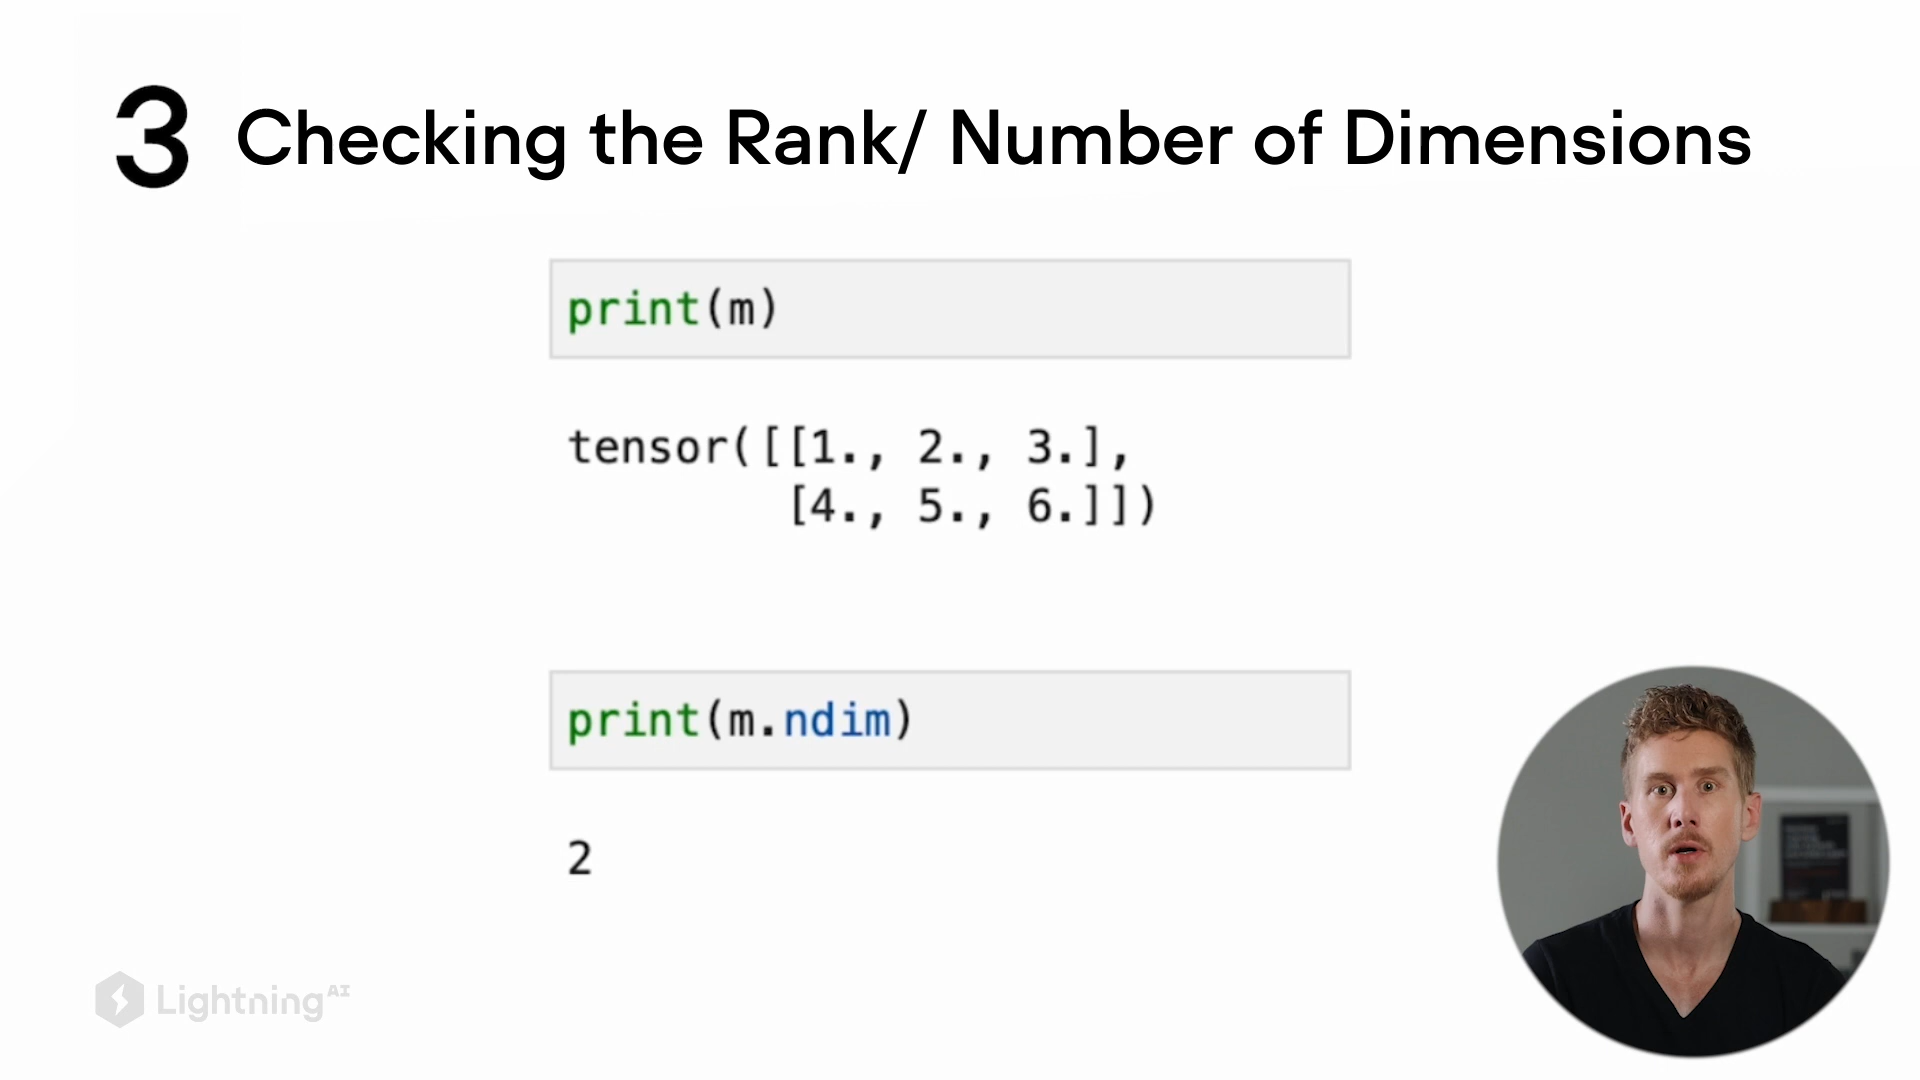 3 Checking the Rank/ Number of Dimensions
print(m)
tensor([[1., 2., 3.],
        [4., 5., 6.]])
print(m.ndim)
2
Lightning AI